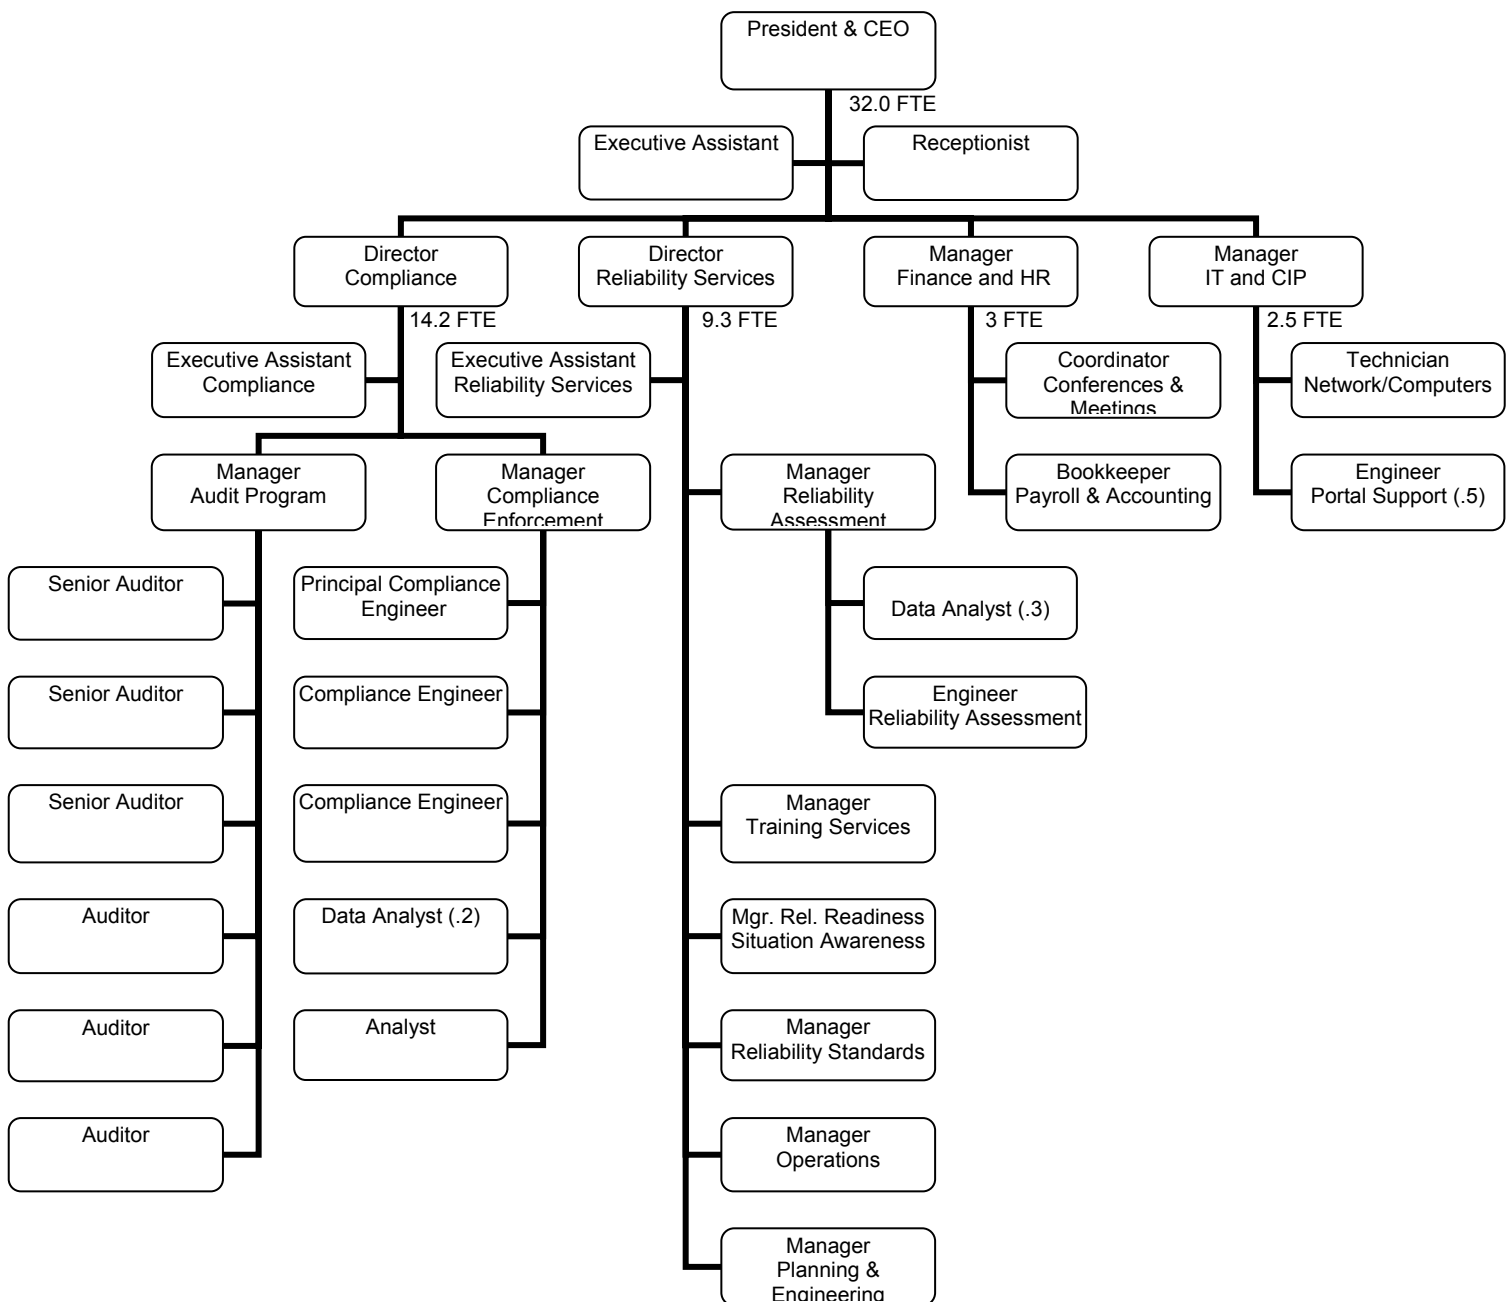 President & CEO
32.0 FTE
Executive Assistant
Receptionist
Director
Compliance
Director
Reliability Services
Manager
Finance and HR
Manager
IT and CIP
14.2 FTE
9.3 FTE
3 FTE
2.5 FTE
Executive Assistant
Compliance
Executive Assistant
Reliability Services
Coordinator
Conferences &
Meetings
Technician
Network/Computers
Manager
Audit Program
Manager
Compliance
Enforcement
Manager
Reliability
Assessment
Bookkeeper
Payroll & Accounting
Engineer
Portal Support (.5)
Senior Auditor
Principal Compliance
Engineer
Data Analyst (.3)
Senior Auditor
Compliance Engineer
Engineer
Reliability Assessment
Senior Auditor
Compliance Engineer
Manager
Training Services
Auditor
Data Analyst (.2)
Mgr. Rel. Readiness
Situation Awareness
Auditor
Analyst
Manager
Reliability Standards
Auditor
Manager
Operations
Manager
Planning &
Engineering